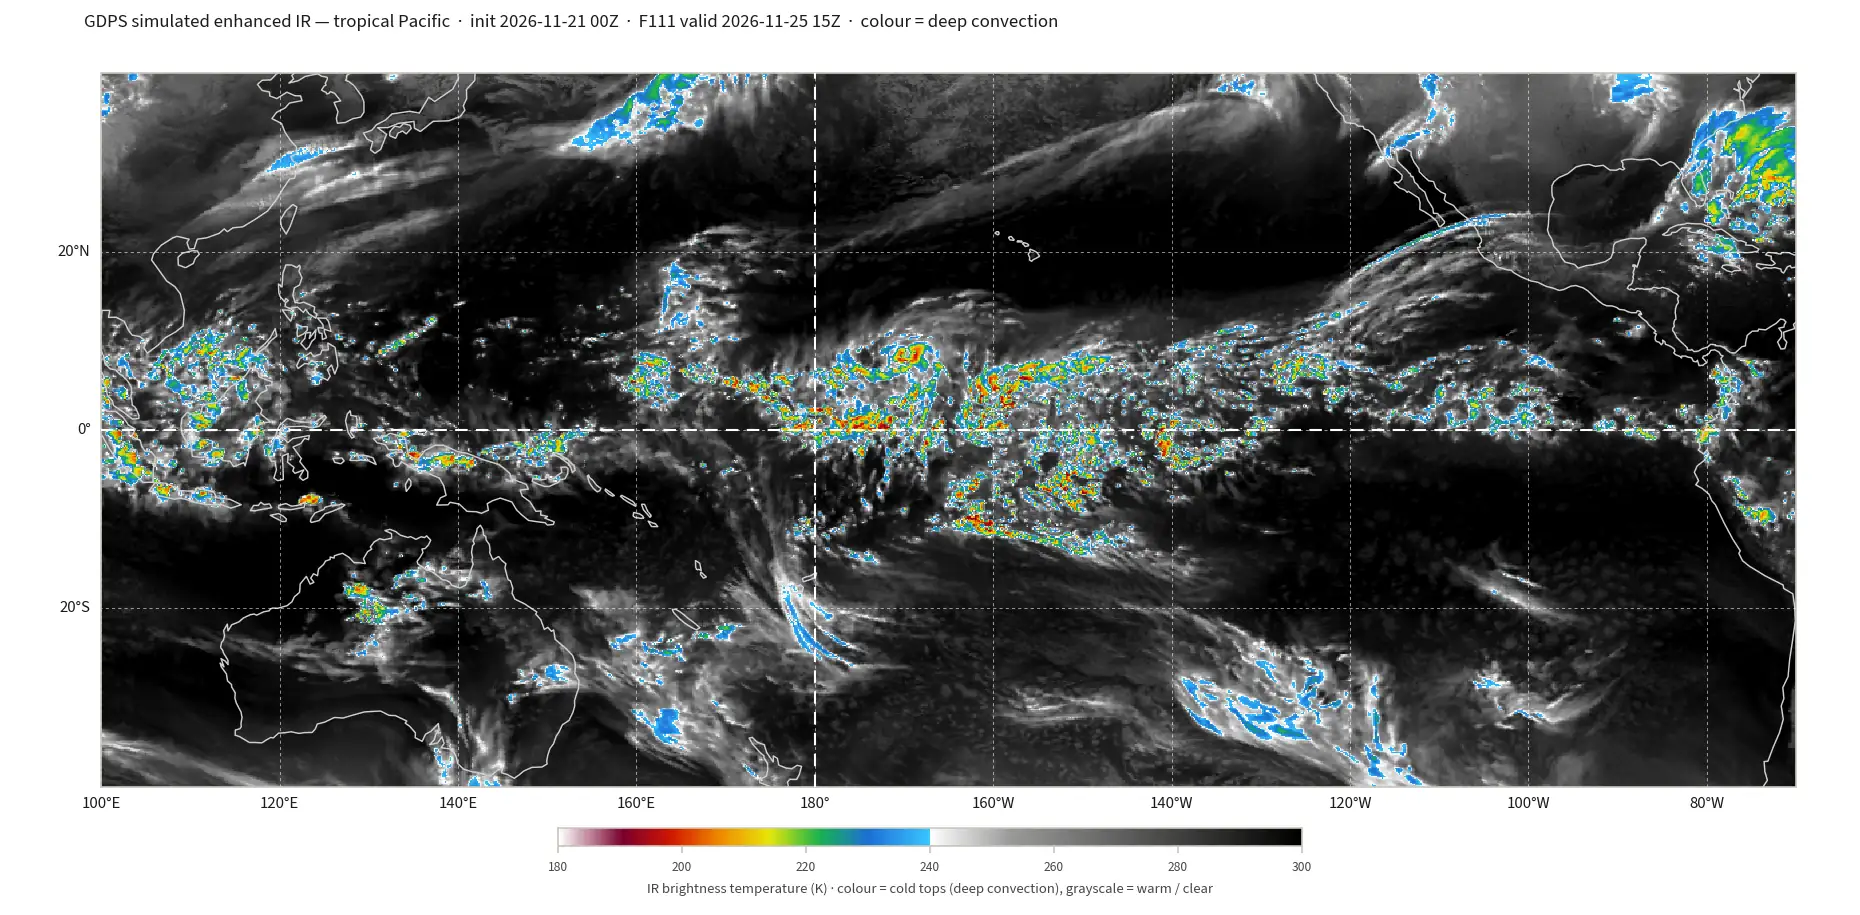 GDPS simulated enhanced IR — tropical Pacific · init 2026-11-21 00Z · F111 valid 2026-11-25 15Z · colour = deep convection
20°N
0°
20°S
100°E 120°E 140°E 160°E 180° 160°W 140°W 120°W 100°W 80°W
180 200 220 240 260 280 300
IR brightness temperature (K) · colour = cold tops (deep convection), grayscale = warm / clear